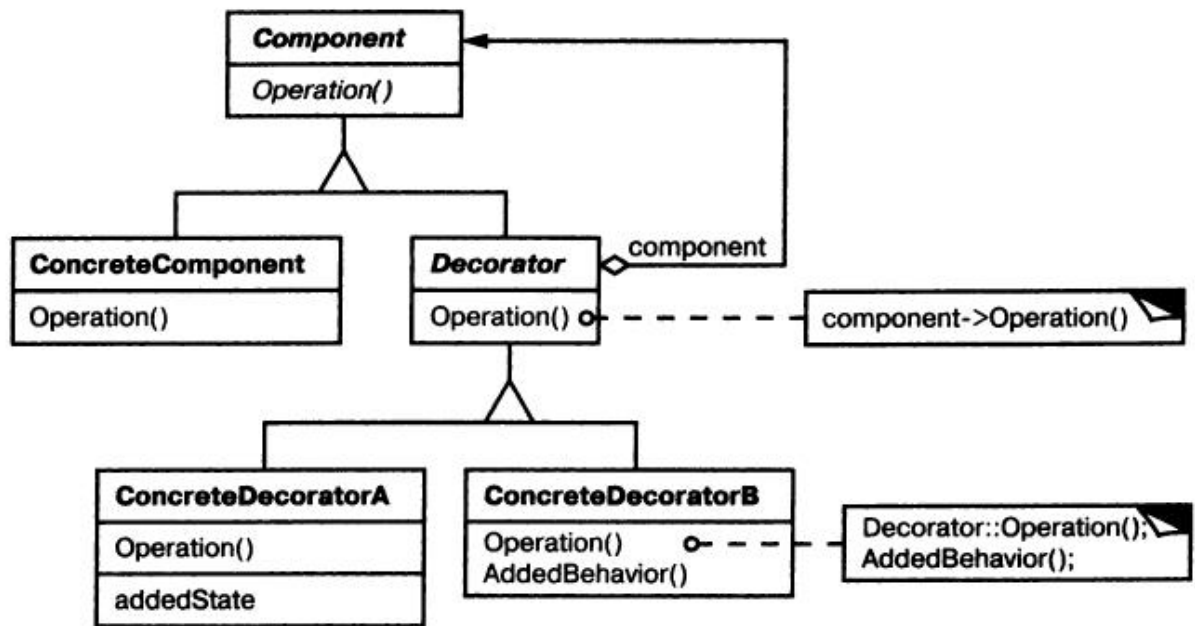 Component
Operation()
ConcreteComponent
Operation()
Decorator
Operation()
component
component->Operation()
ConcreteDecoratorA
Operation()
addedState
ConcreteDecoratorB
Operation()
AddedBehavior()
Decorator::Operation();
AddedBehavior();